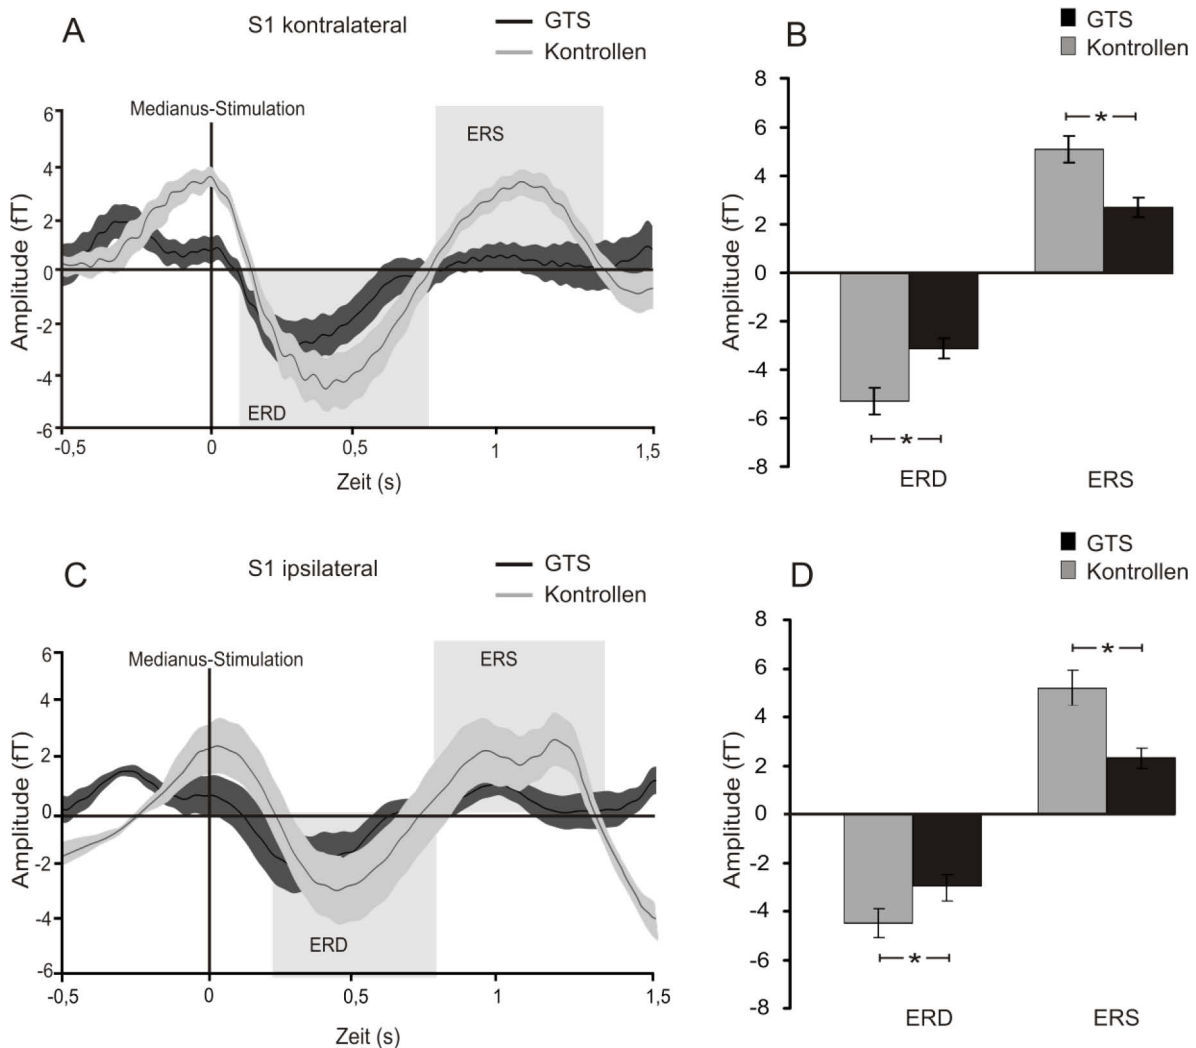 A
S1 kontralateral
GTS
Kontrollen
Medianus-Stimulation
ERS
ERD
Amplitude (fT)
6
4
2
0
-2
-4
-6
-0,5
0
0,5
1
1,5
Zeit (s)
B
GTS
Kontrollen
Amplitude (fT)
8
6
4
2
0
-2
-4
-6
-8
*
*
ERD
ERS
C
S1 ipsilateral
GTS
Kontrollen
Medianus-Stimulation
ERS
ERD
Amplitude (fT)
6
4
2
0
-2
-4
-6
-0,5
0
0,5
1
1,5
Zeit (s)
D
GTS
Kontrollen
Amplitude (fT)
8
6
4
2
0
-2
-4
-6
-8
*
*
ERD
ERS